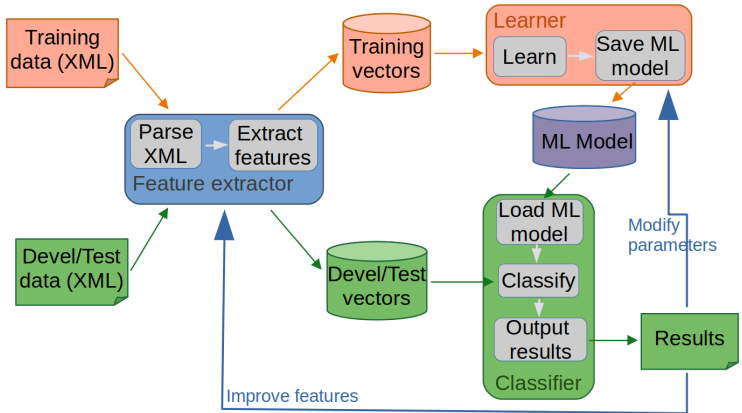 Training
data (XML)
Training
vectors
Learner
Learn
Save ML
model
Parse
XML
Extract
features
Feature extractor
ML Model
Devel/Test
data (XML)
Devel/Test
vectors
Load ML
model
Classify
Output
results
Classifier
Modify
parameters
Results
Improve features